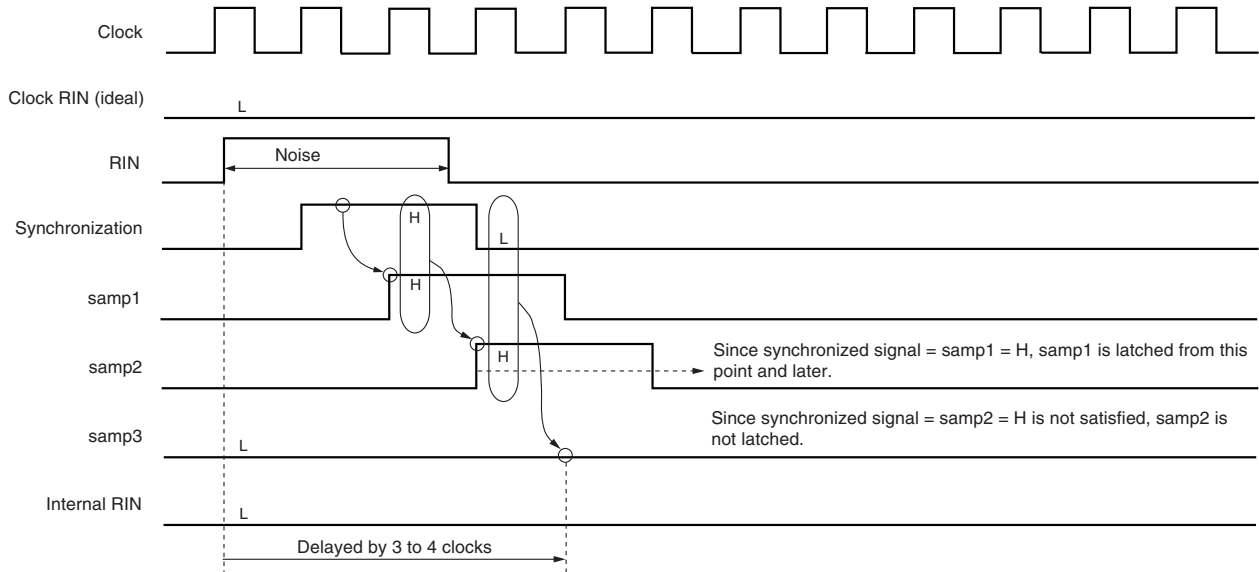 Clock
Clock RIN (ideal)
L
RIN
Noise
Synchronization
H
L
samp1
H
samp2
H
Since synchronized signal = samp1 = H, samp1 is latched from this
point and later.
Since synchronized signal = samp2 = H is not satisfied, samp2 is
not latched.
samp3
L
Internal RIN
L
Delayed by 3 to 4 clocks